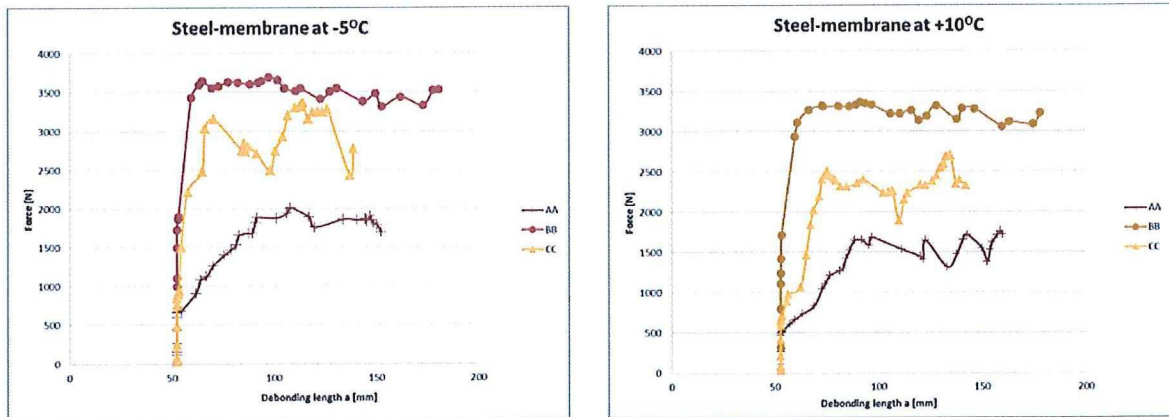 Steel-membrane at -5⁰C
4000
3500
3000
2500
2000
1500
1000
500
0
Force [N]
0 50 100 150 200
Debonding length a [mm]
AA
BB
CC
Steel-membrane at +10⁰C
4000
3500
3000
2500
2000
1500
1000
500
0
Force [N]
0 50 100 150 200
Debonding length a [mm]
AA
BB
CC